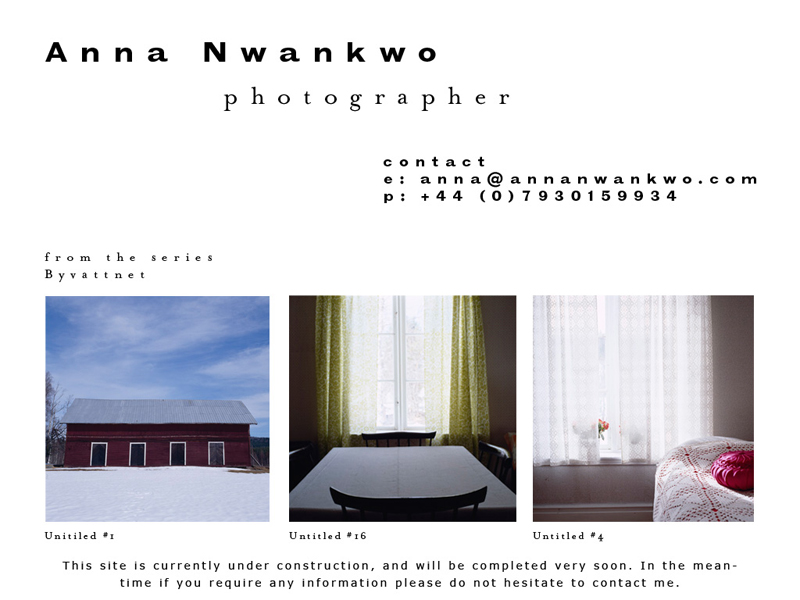 Anna Nwankwo
photographer
contact
e: anna@annanwankwo.com
p: +44 (0)7930159934
from the series
Byvattnet
Unitiled #1
Untitled #16
Untitled #4
This site is currently under construction, and will be completed very soon. In the mean-
time if you require any information please do not hesitate to contact me.